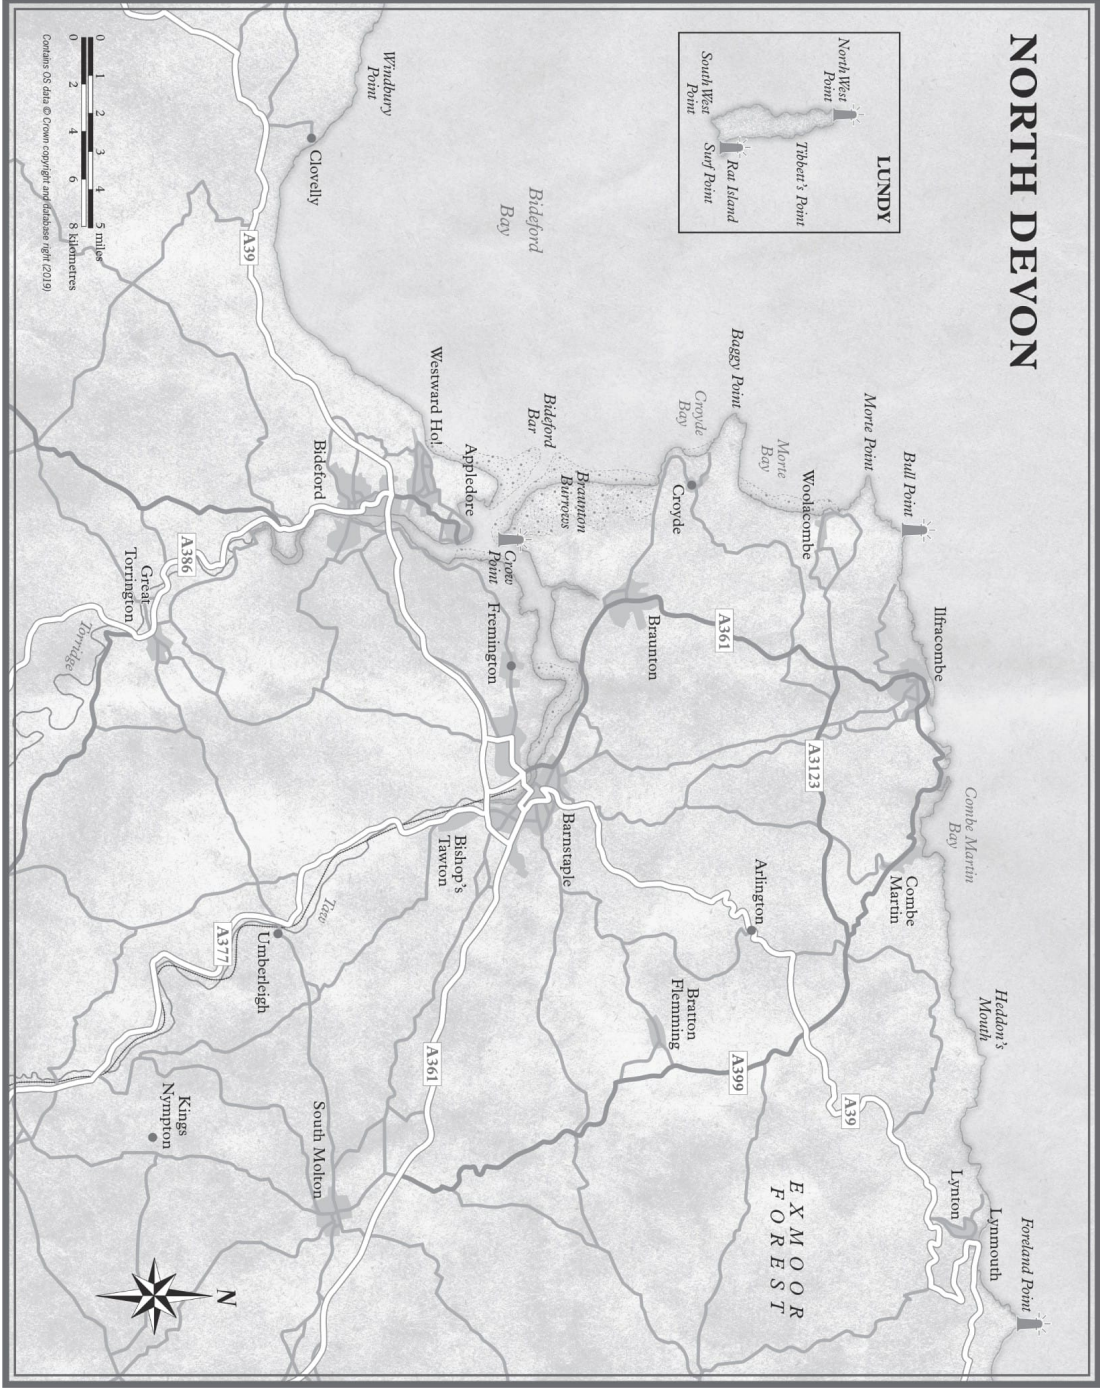 NORTH DEVON
LUNDY
North West
Point
Tibbett's Point
Rat Island
South West
Point
Surf Point
Foreland Point
Lynmouth
Lynton
Heddon's
Mouth
Combe Martin
Bay
Ilfracombe
Bull Point
Combe
Martin
Morte Point
A39
Woolacombe
A3123
EXMOOR
FOREST
Morte
Bay
Arlington
Baggy Point
A361
A399
Croyde
Bay
Croyde
Bratton
Flemming
Braunton
Braunton
Burrows
Barnstaple
Bideford
Bar
Bideford
Bay
Crow
Point
Fremington
Appledore
Westward Ho!
Bishop's
Tawton
A361
Windbury
Point
Clovelly
Bideford
Taw
South Molton
Umberleigh
A39
A377
A386
Kings
Nympton
Great
Torrington
Torridge
N
0 1 2 3 4 5 miles
0 2 4 6 8 kilometres
Contains OS data © Crown copyright and database right (2019)